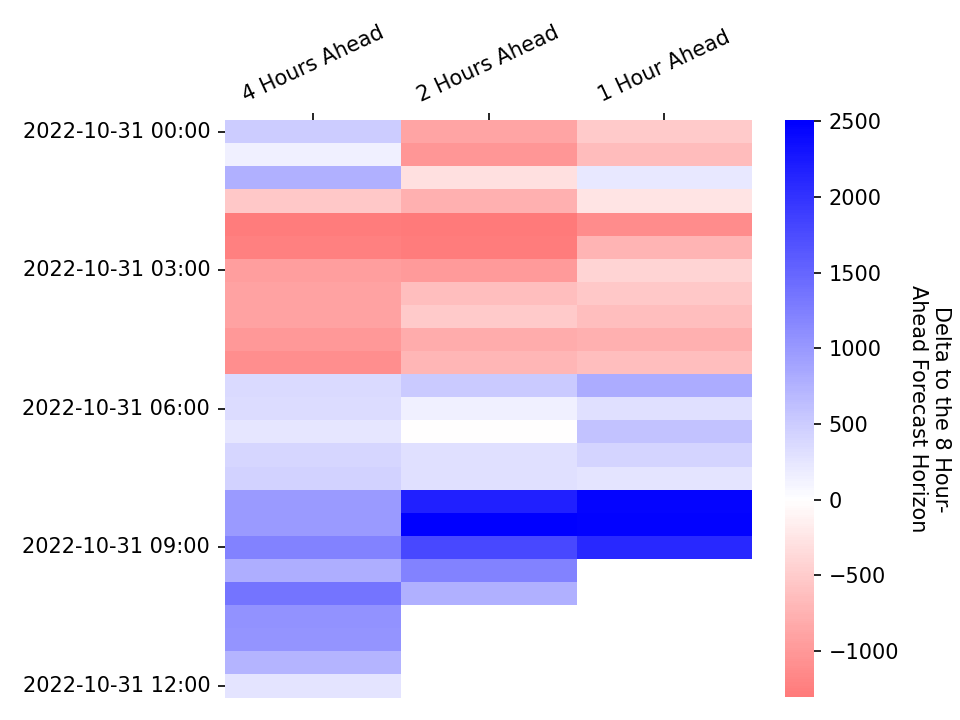 4 Hours Ahead
2 Hours Ahead
1 Hour Ahead
2022-10-31 00:00
2022-10-31 03:00
2022-10-31 06:00
2022-10-31 09:00
2022-10-31 12:00
2500
2000
1500
1000
500
0
−500
−1000
Delta to the 8 Hour-
Ahead Forecast Horizon